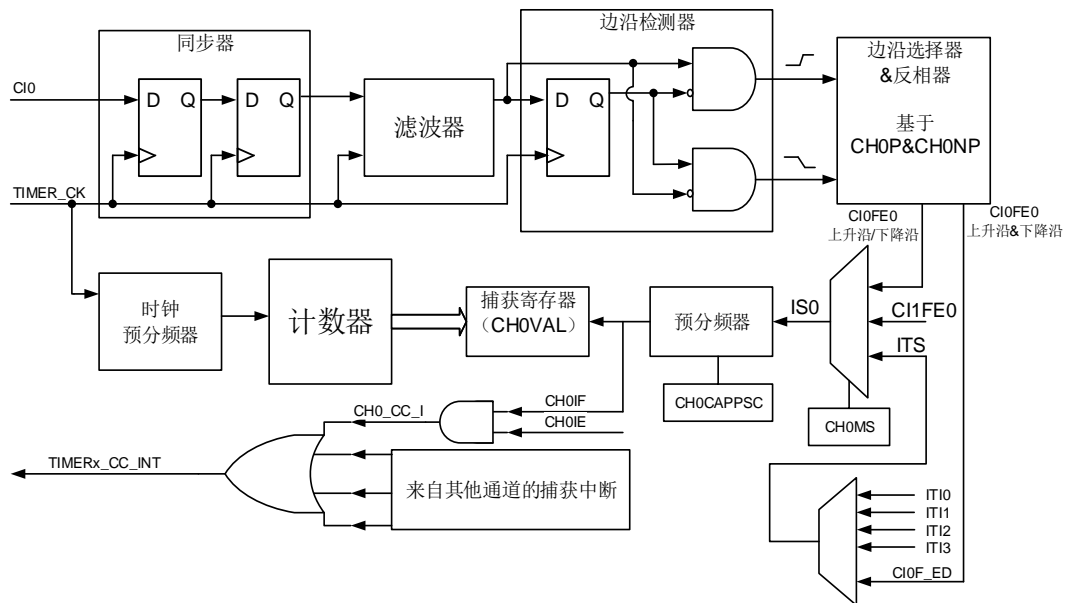 同步器
边沿检测器
CI0
D Q
D Q
滤波器
D Q
边沿选择器
&反相器
基于
CH0P&CH0NP
TIMER_CK
CI0FE0
上升沿/下降沿
CI0FE0
上升沿&下降沿
时钟
预分频器
计数器
捕获寄存器
（CH0VAL）
预分频器
IS0
CI1FE0
ITS
CH0CAPPSC
CH0MS
CH0_CC_I
CH0IF
CH0IE
TIMERx_CC_INT
来自其他通道的捕获中断
ITI0
ITI1
ITI2
ITI3
CI0F_ED